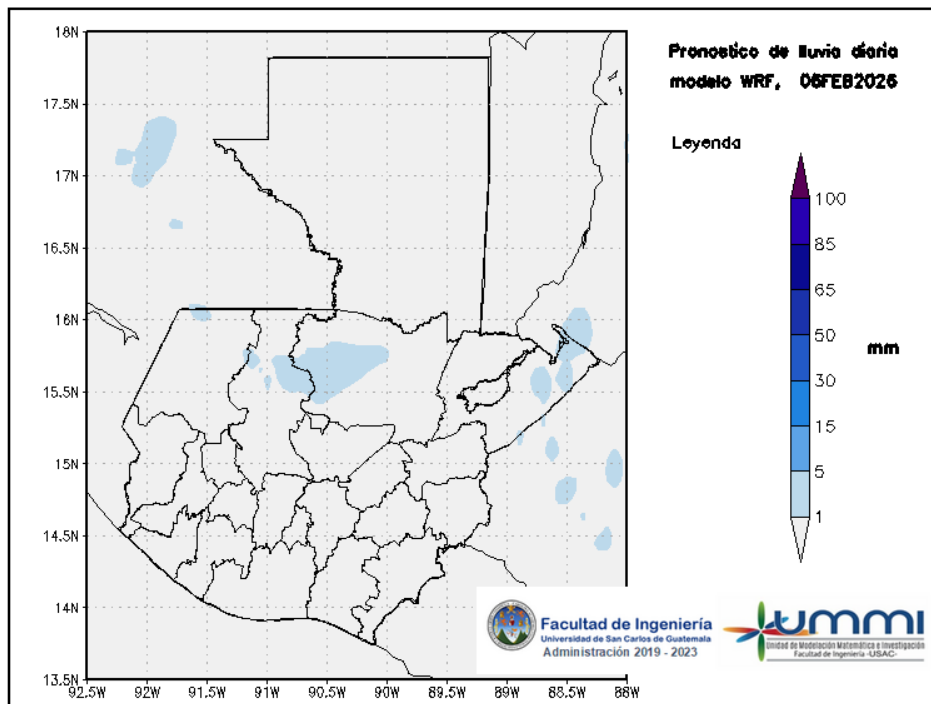 Pronostico de lluvia diaria
modelo WRF, 06FEB2026
Leyenda
100
85
65
50
30
15
5
1
mm
18N
17.5N
17N
16.5N
16N
15.5N
15N
14.5N
14N
13.5N
92.5W
92W
91.5W
91W
90.5W
90W
89.5W
89W
88.5W
88W
Facultad de Ingeniería
Universidad de San Carlos de Guatemala
Administración 2019 - 2023
ummi
Unidad de Modelación Matemática e Investigación
Facultad de Ingeniería -USAC-